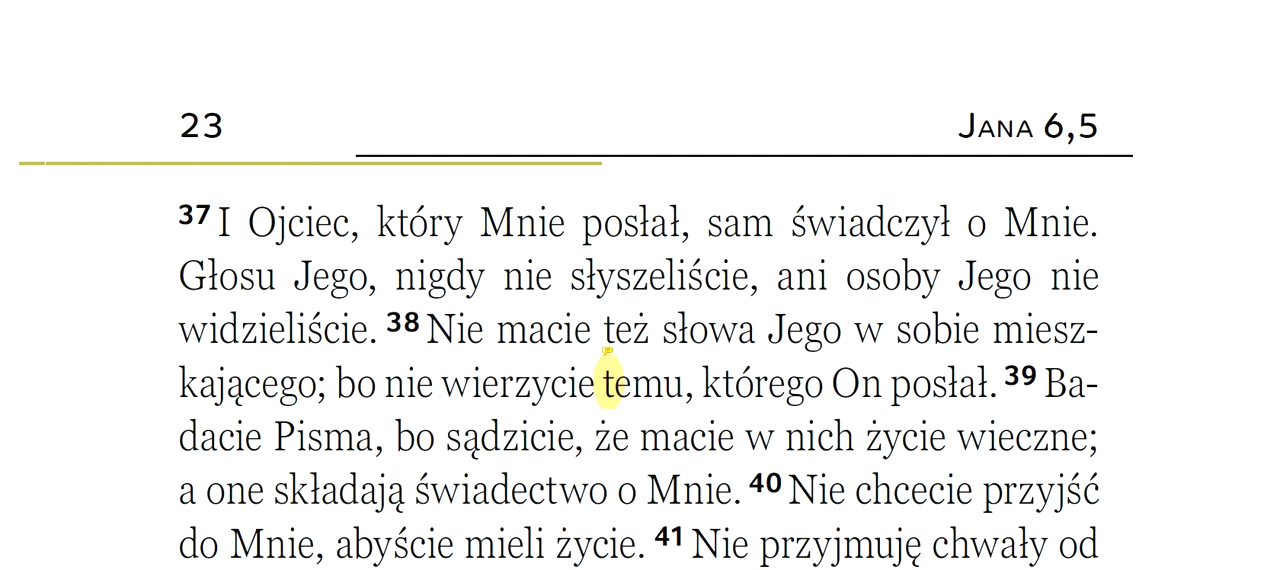 23 Jana 6,5
37 I Ojciec, który Mnie posłał, sam świadczył o Mnie.
Głosu Jego, nigdy nie słyszeliście, ani osoby Jego nie
widzieliście. 38 Nie macie też słowa Jego w sobie miesz-
kającego; bo nie wierzycie temu, którego On posłał. 39 Ba-
dacie Pisma, bo sądzicie, że macie w nich życie wieczne;
a one składają świadectwo o Mnie. 40 Nie chcecie przyjść
do Mnie, abyście mieli życie. 41 Nie przyjmuję chwały od